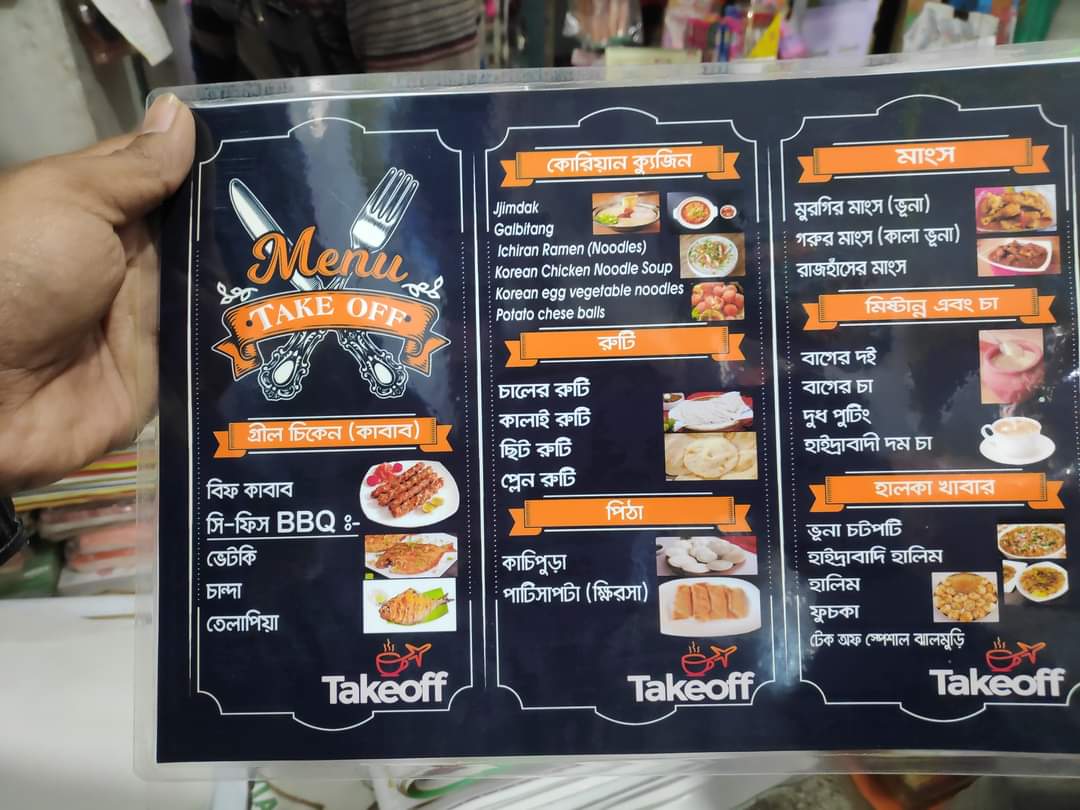 Menu
TAKE OFF
গ্রীল চিকেন (কাবাব)
বিফ কাবাব
সি-ফিস BBQ ঃ-
ভেটকি
চান্দা
তেলাপিয়া
Takeoff
কোরিয়ান ক্যুজিন
Jjimdak
Galbitang
Ichiran Ramen (Noodles)
Korean Chicken Noodle Soup
Korean egg vegetable noodles
Potato chese balls
রুটি
চালের রুটি
কালাই রুটি
ছিট রুটি
প্লেন রুটি
পিঠা
কাচিপুড়া
পাটিসাপটা (ক্ষিরসা)
Takeoff
মাংস
মুরগির মাংস (ভূনা)
গরুর মাংস (কালা ভূনা)
রাজহাঁসের মাংস
মিষ্টান্ন এবং চা
বাগের দই
বাগের চা
দুধ পুটিং
হাইদ্রাবাদী দম চা
হালকা খাবার
ভূনা চটপটি
হাইদ্রাবাদি হালিম
হালিম
ফুচকা
টেক অফ স্পেশাল ঝালমুড়ি
Takeoff